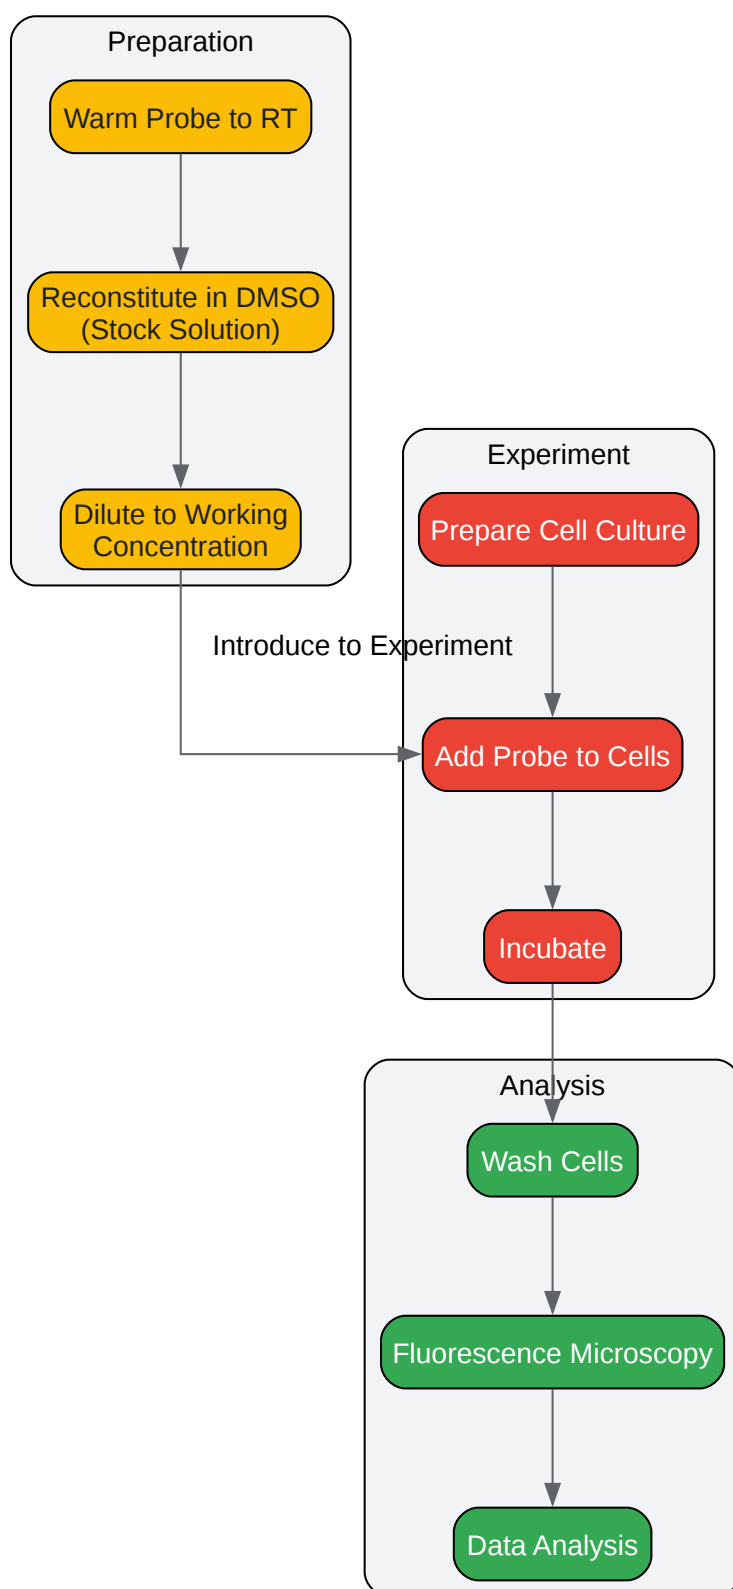 Preparation
Warm Probe to RT
Reconstitute in DMSO
(Stock Solution)
Dilute to Working
Concentration
Introduce to Experiment
Experiment
Prepare Cell Culture
Add Probe to Cells
Incubate
Analysis
Wash Cells
Fluorescence Microscopy
Data Analysis